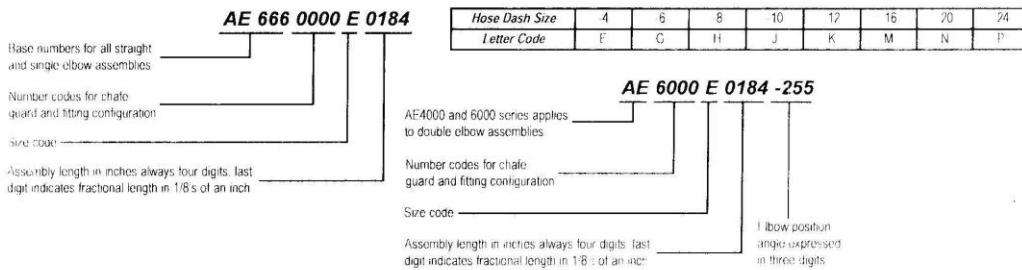 AE 666 0000 E 0184
Base numbers for all straight
and single elbow assemblies
Number codes for chafe
guard and fitting configuration
Size code
Assembly length in inches always four digits, last
digit indicates fractional length in 1/8's of an inch
Hose Dash Size -4 6 -8 -10 12 16 20 24
Letter Code E G H J K M N P
AE 6000 E 0184 -255
AE4000 and 6000 series applies
to double elbow assemblies
Number codes for chafe
guard and fitting configuration
Size code
Assembly length in inches always four digits, last
digit indicates fractional length in 1/8's of an inch
Elbow position
angle expressed
in three digits